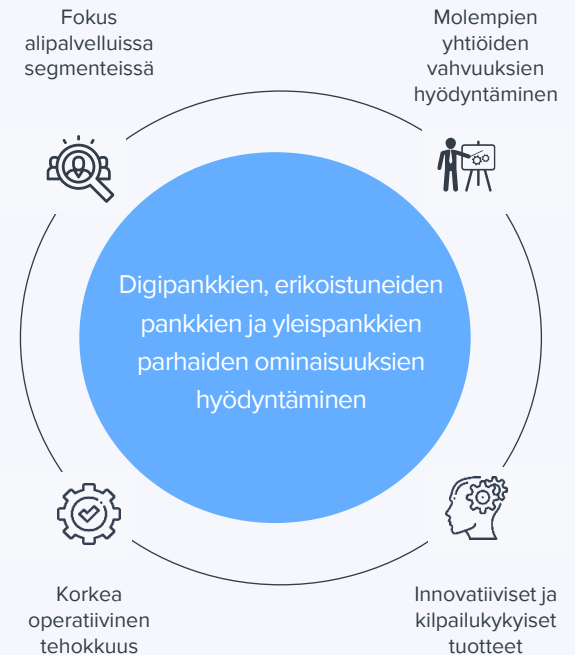 Fokus
alipalvelluissa
segmenteissä
Molempien
yhtiöiden
vahvuuksien
hyödyntäminen
Digipankkien, erikoistuneiden
pankkien ja yleispankkien
parhaiden ominaisuuksien
hyödyntäminen
Korkea
operatiivinen
tehokkuus
Innovatiiviset ja
kilpailukykyiset
tuotteet